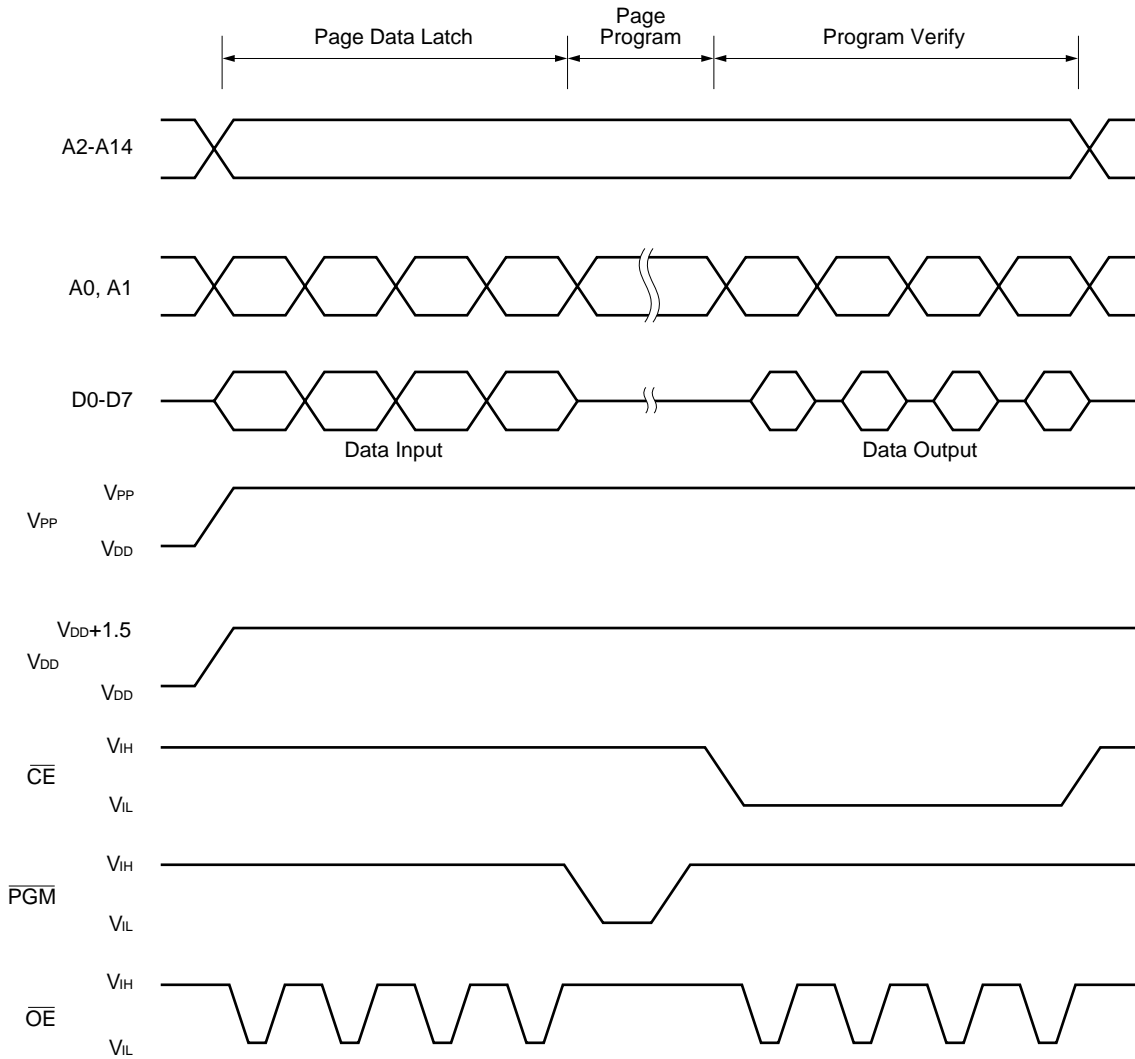 Page Data Latch
Page
Program
Program Verify
A2-A14
A0, A1
D0-D7
Data Input
Data Output
VPP
VPP
VDD
VDD+1.5
VDD
VDD
VIH
CE
VIL
VIH
PGM
VIL
VIH
OE
VIL